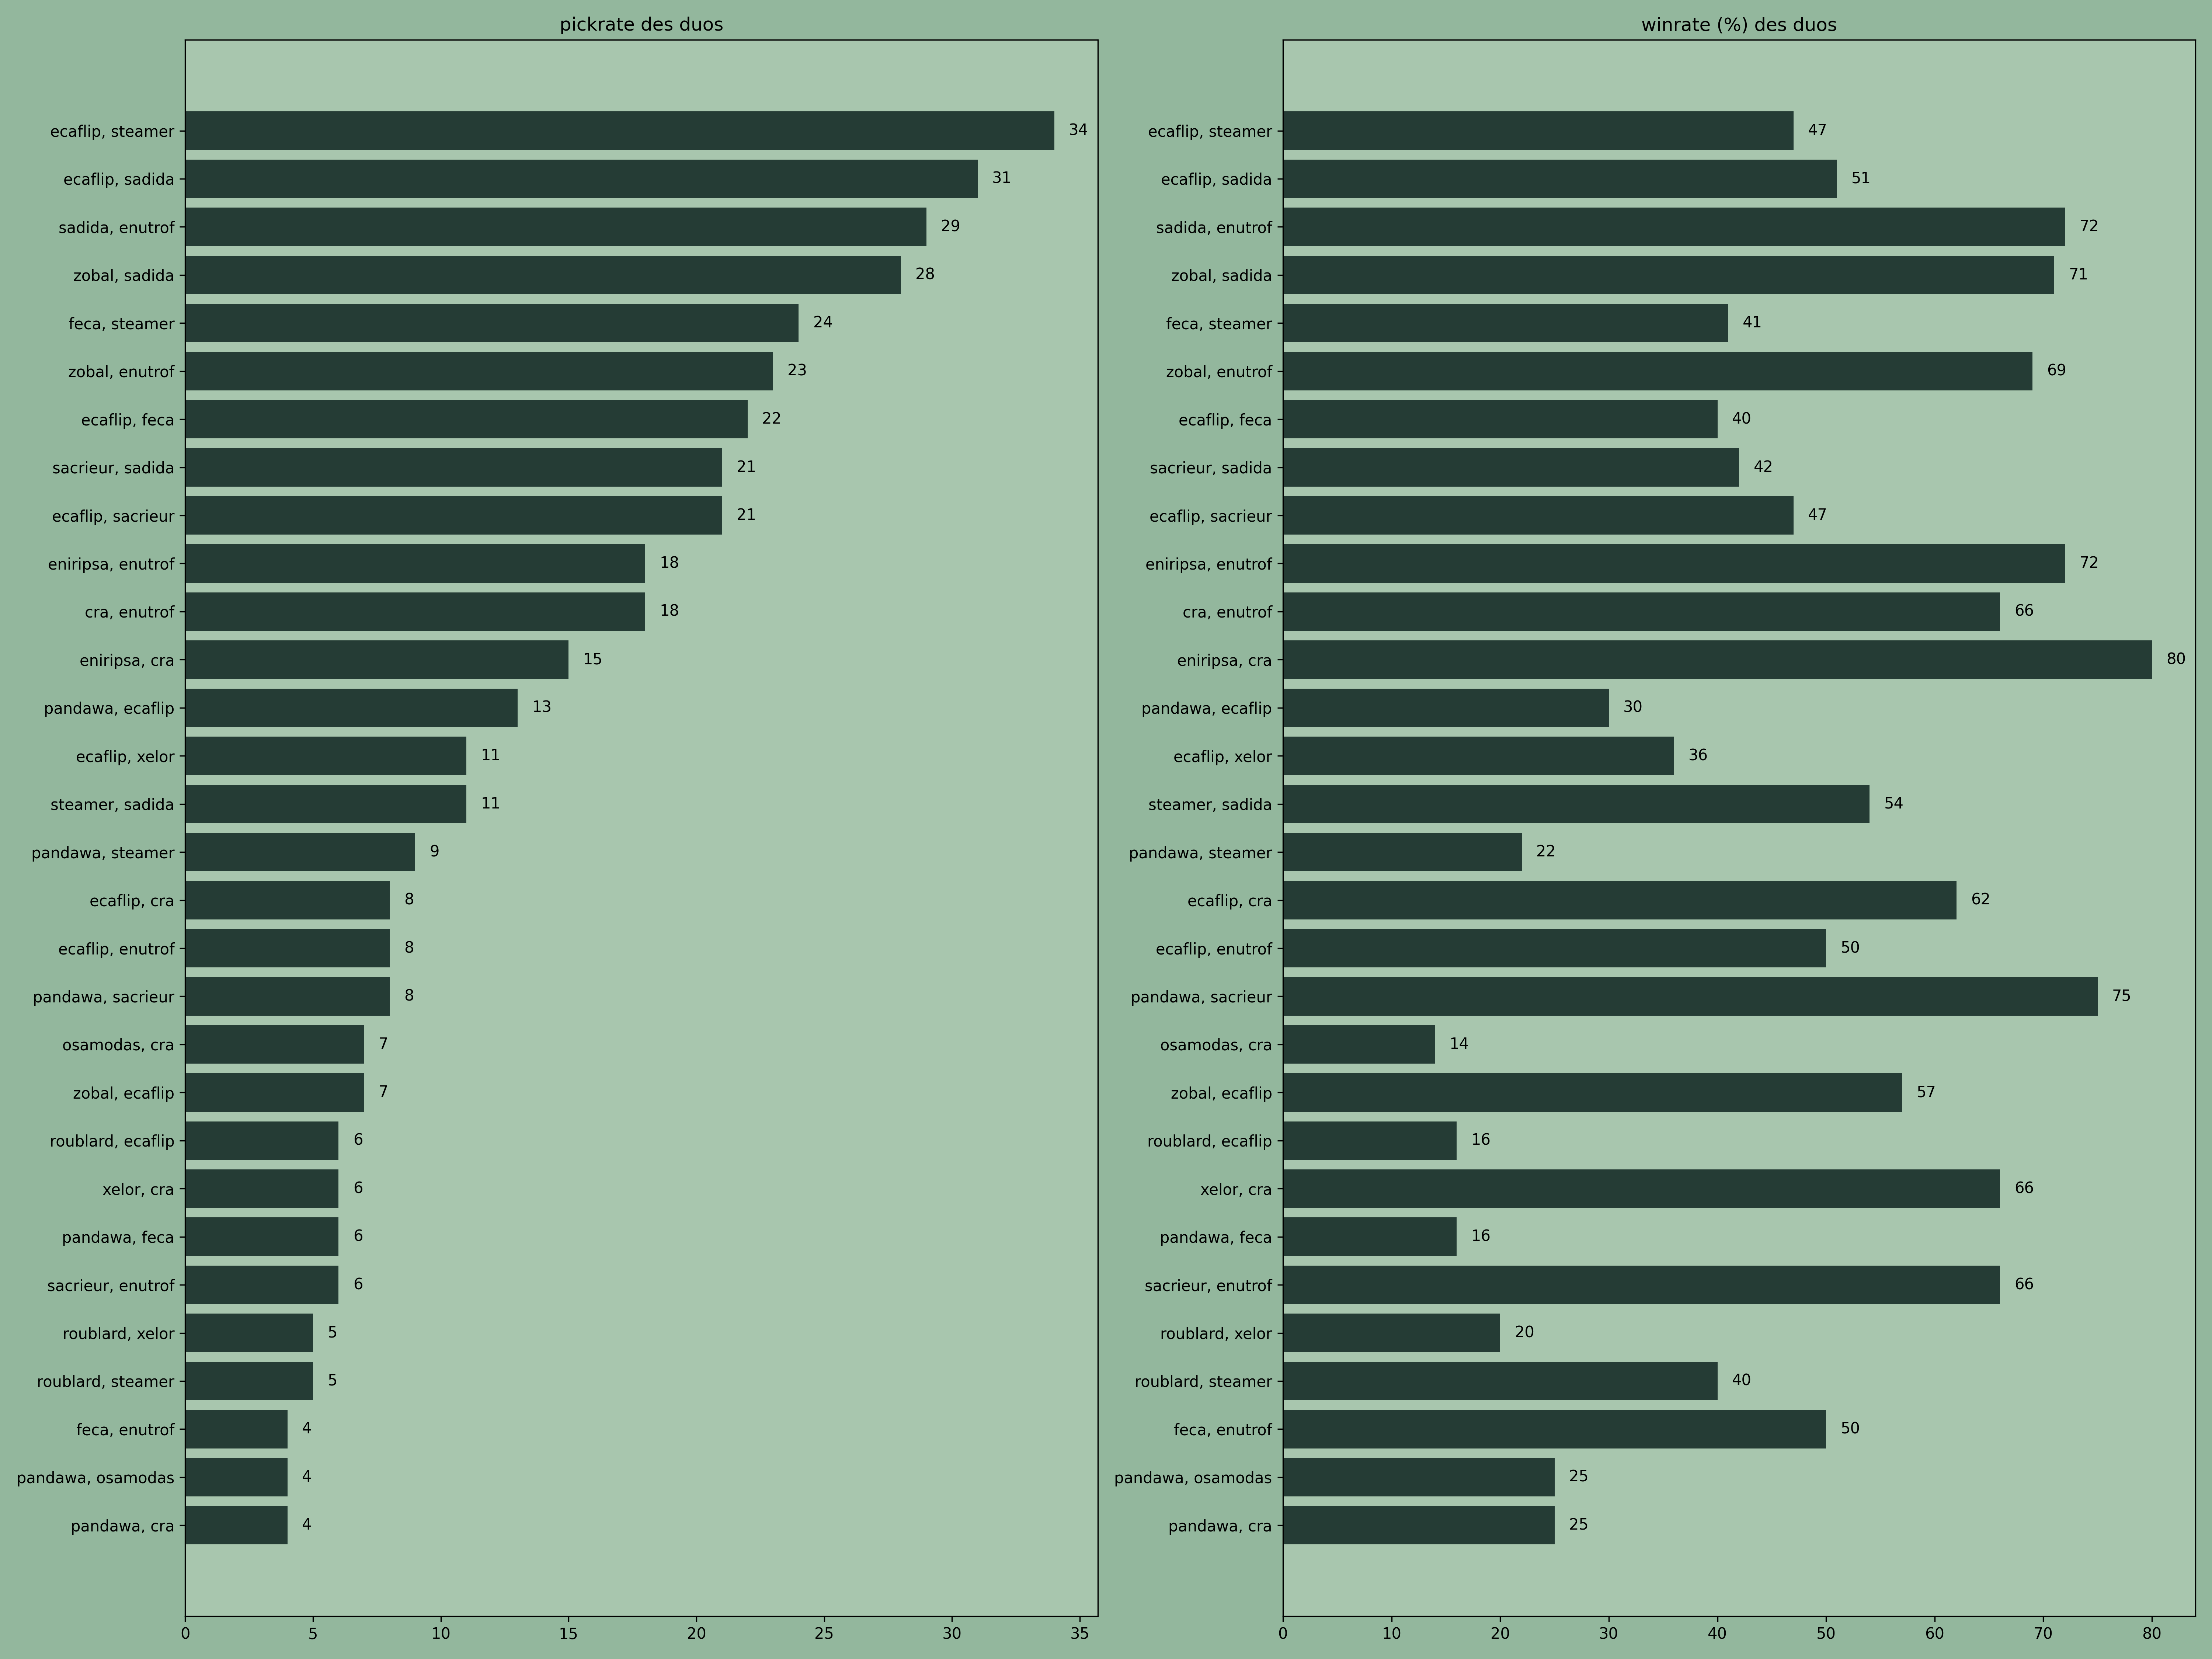 pickrate des duos
ecaflip, steamer 34
ecaflip, sadida 31
sadida, enutrof 29
zobal, sadida 28
feca, steamer 24
zobal, enutrof 23
ecaflip, feca 22
sacrieur, sadida 21
ecaflip, sacrieur 21
eniripsa, enutrof 18
cra, enutrof 18
eniripsa, cra 15
pandawa, ecaflip 13
ecaflip, xelor 11
steamer, sadida 11
pandawa, steamer 9
ecaflip, cra 8
ecaflip, enutrof 8
pandawa, sacrieur 8
osamodas, cra 7
zobal, ecaflip 7
roublard, ecaflip 6
xelor, cra 6
pandawa, feca 6
sacrieur, enutrof 6
roublard, xelor 5
roublard, steamer 5
feca, enutrof 4
pandawa, osamodas 4
pandawa, cra 4
0 5 10 15 20 25 30 35
winrate (%) des duos
ecaflip, steamer 47
ecaflip, sadida 51
sadida, enutrof 72
zobal, sadida 71
feca, steamer 41
zobal, enutrof 69
ecaflip, feca 40
sacrieur, sadida 42
ecaflip, sacrieur 47
eniripsa, enutrof 72
cra, enutrof 66
eniripsa, cra 80
pandawa, ecaflip 30
ecaflip, xelor 36
steamer, sadida 54
pandawa, steamer 22
ecaflip, cra 62
ecaflip, enutrof 50
pandawa, sacrieur 75
osamodas, cra 14
zobal, ecaflip 57
roublard, ecaflip 16
xelor, cra 66
pandawa, feca 16
sacrieur, enutrof 66
roublard, xelor 20
roublard, steamer 40
feca, enutrof 50
pandawa, osamodas 25
pandawa, cra 25
0 10 20 30 40 50 60 70 80